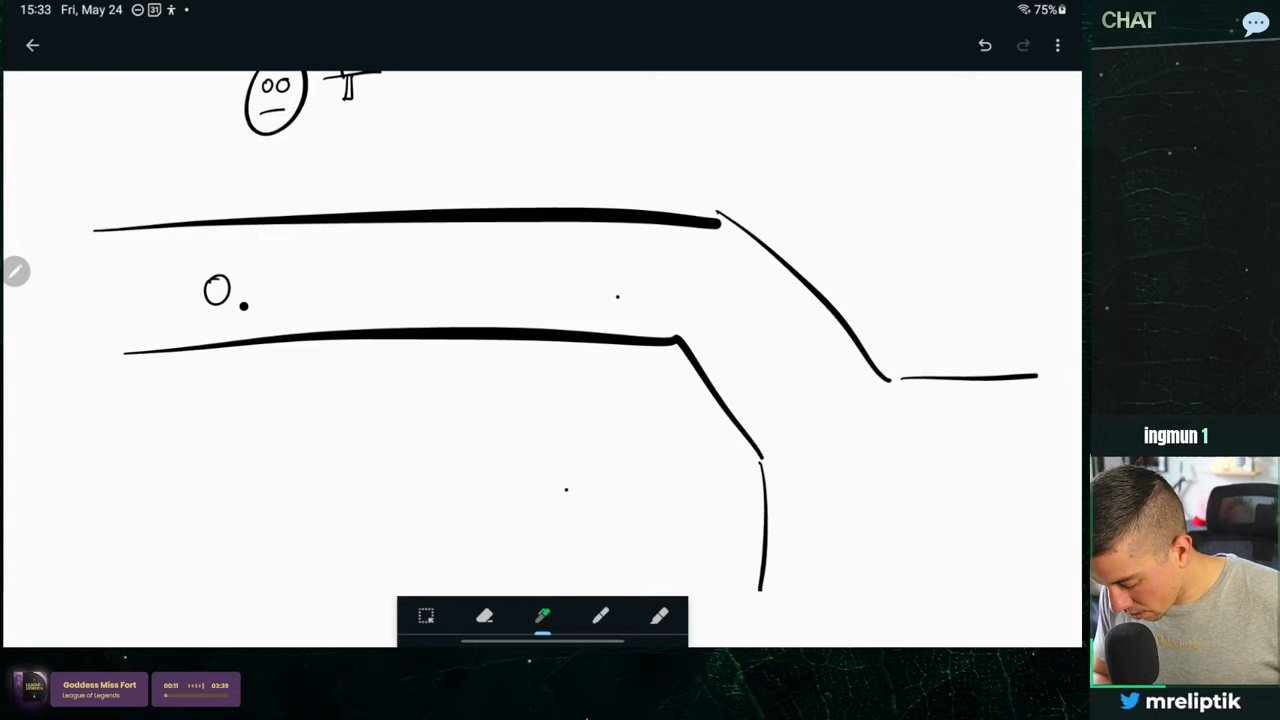 15:33 Fri, May 24 31 75%
CHAT
O.
ingmun 1
Goddess Miss Fort
League of Legends
00:11 03:39
mreliptik